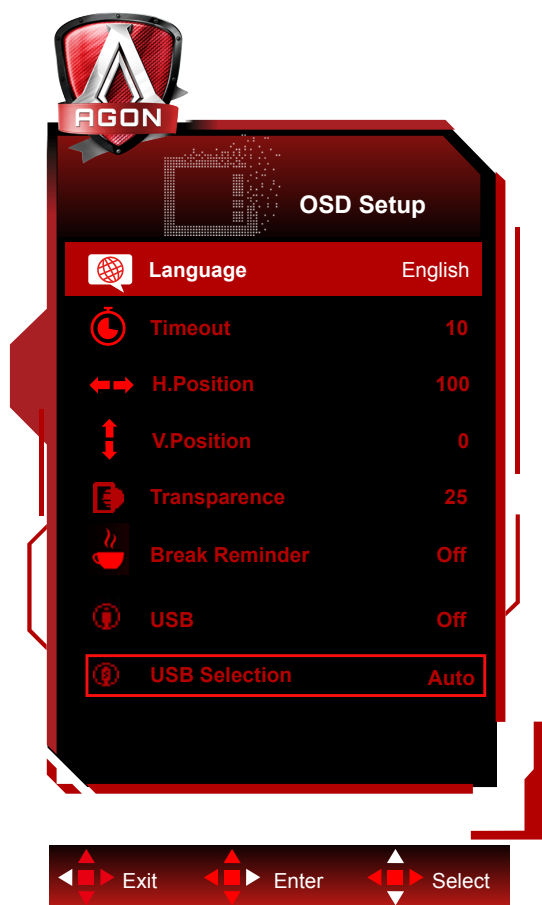 AGON
OSD Setup
Language English
Timeout 10
H.Position 100
V.Position 0
Transparence 25
Break Reminder Off
USB Off
USB Selection Auto
Exit Enter Select